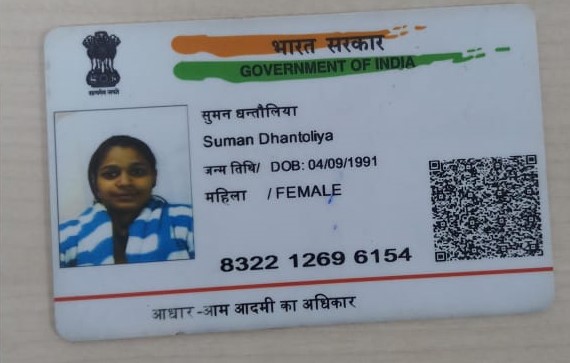 भारत सरकार
GOVERNMENT OF INDIA
सत्यमेव जयते
सुमन धन्तौलिया
Suman Dhantoliya
जन्म तिथि/ DOB: 04/09/1991
महिला / FEMALE
8322 1269 6154
आधार-आम आदमी का अधिकार